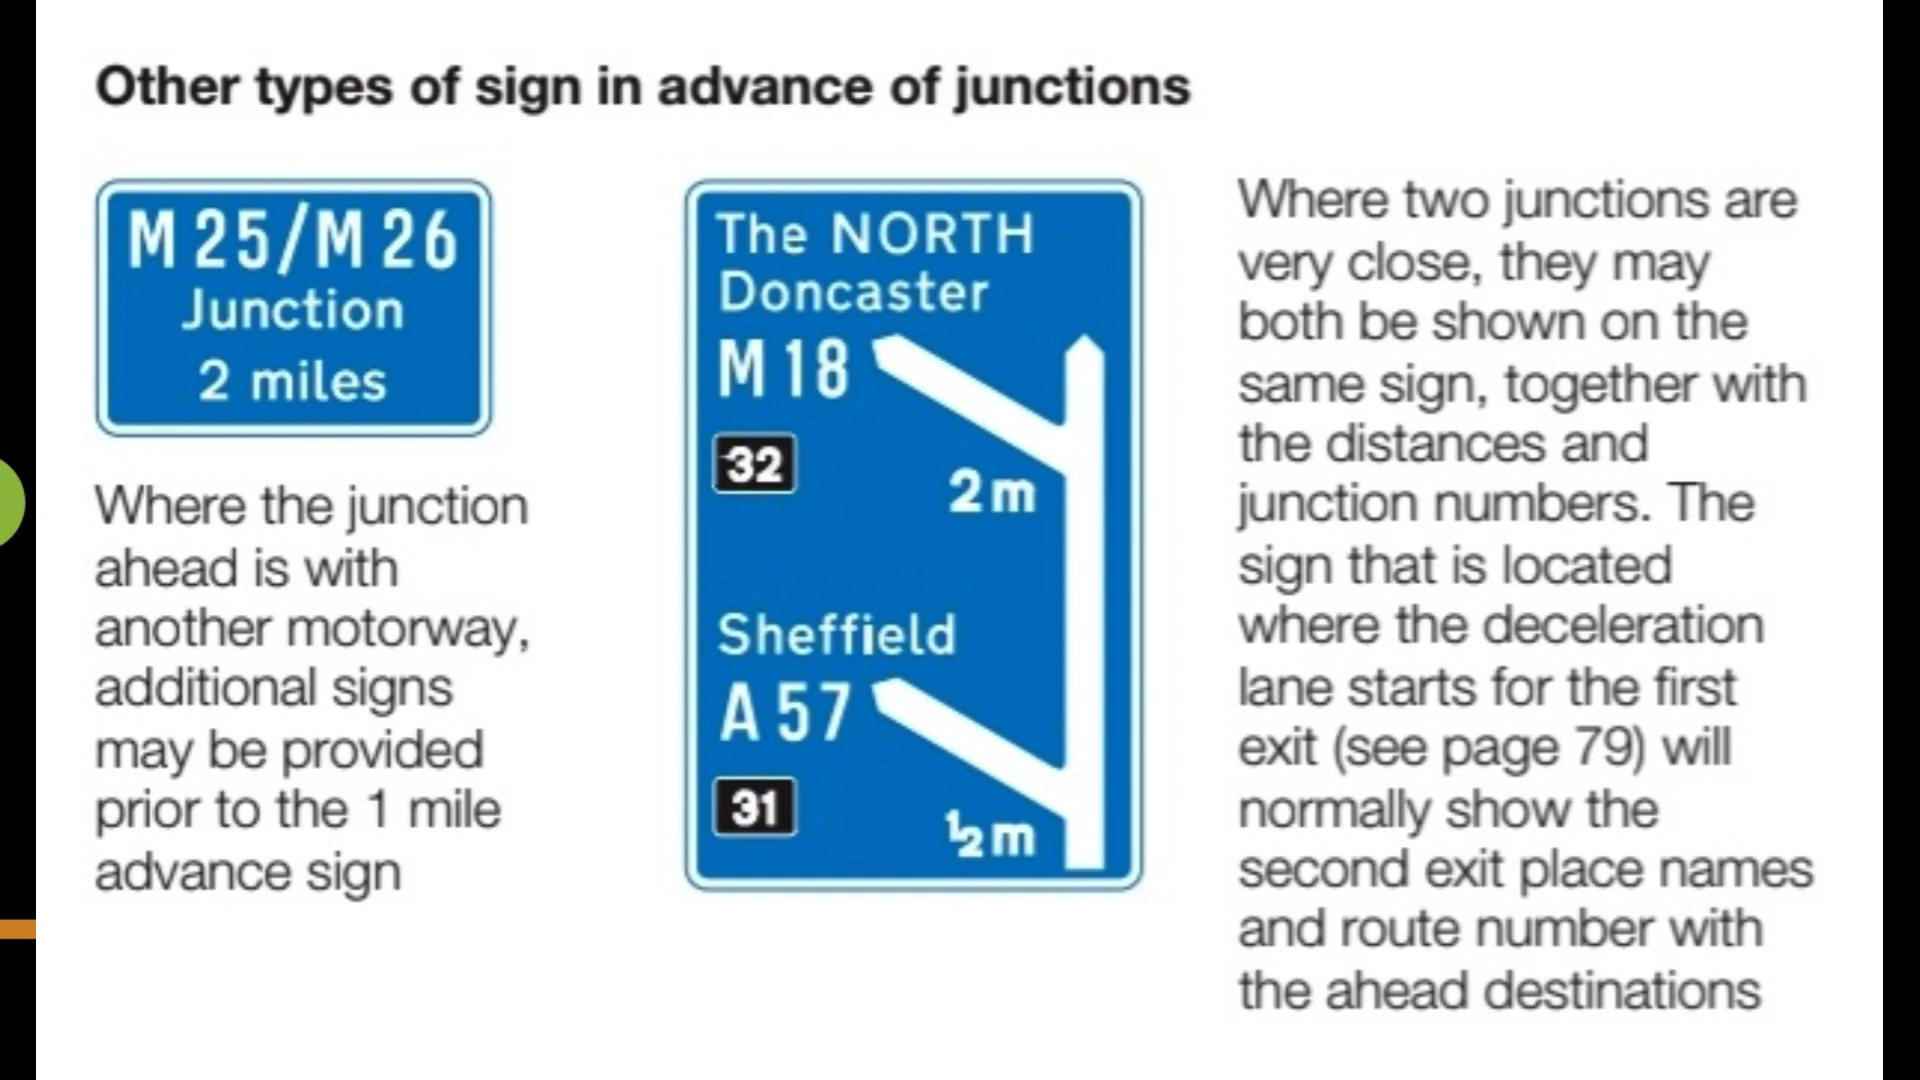 Other types of sign in advance of junctions
M 25/M 26
Junction
2 miles
Where the junction
ahead is with
another motorway,
additional signs
may be provided
prior to the 1 mile
advance sign
The NORTH
Doncaster
M 18
32
2 m
Sheffield
A 57
31
½ m
Where two junctions are
very close, they may
both be shown on the
same sign, together with
the distances and
junction numbers. The
sign that is located
where the deceleration
lane starts for the first
exit (see page 79) will
normally show the
second exit place names
and route number with
the ahead destinations